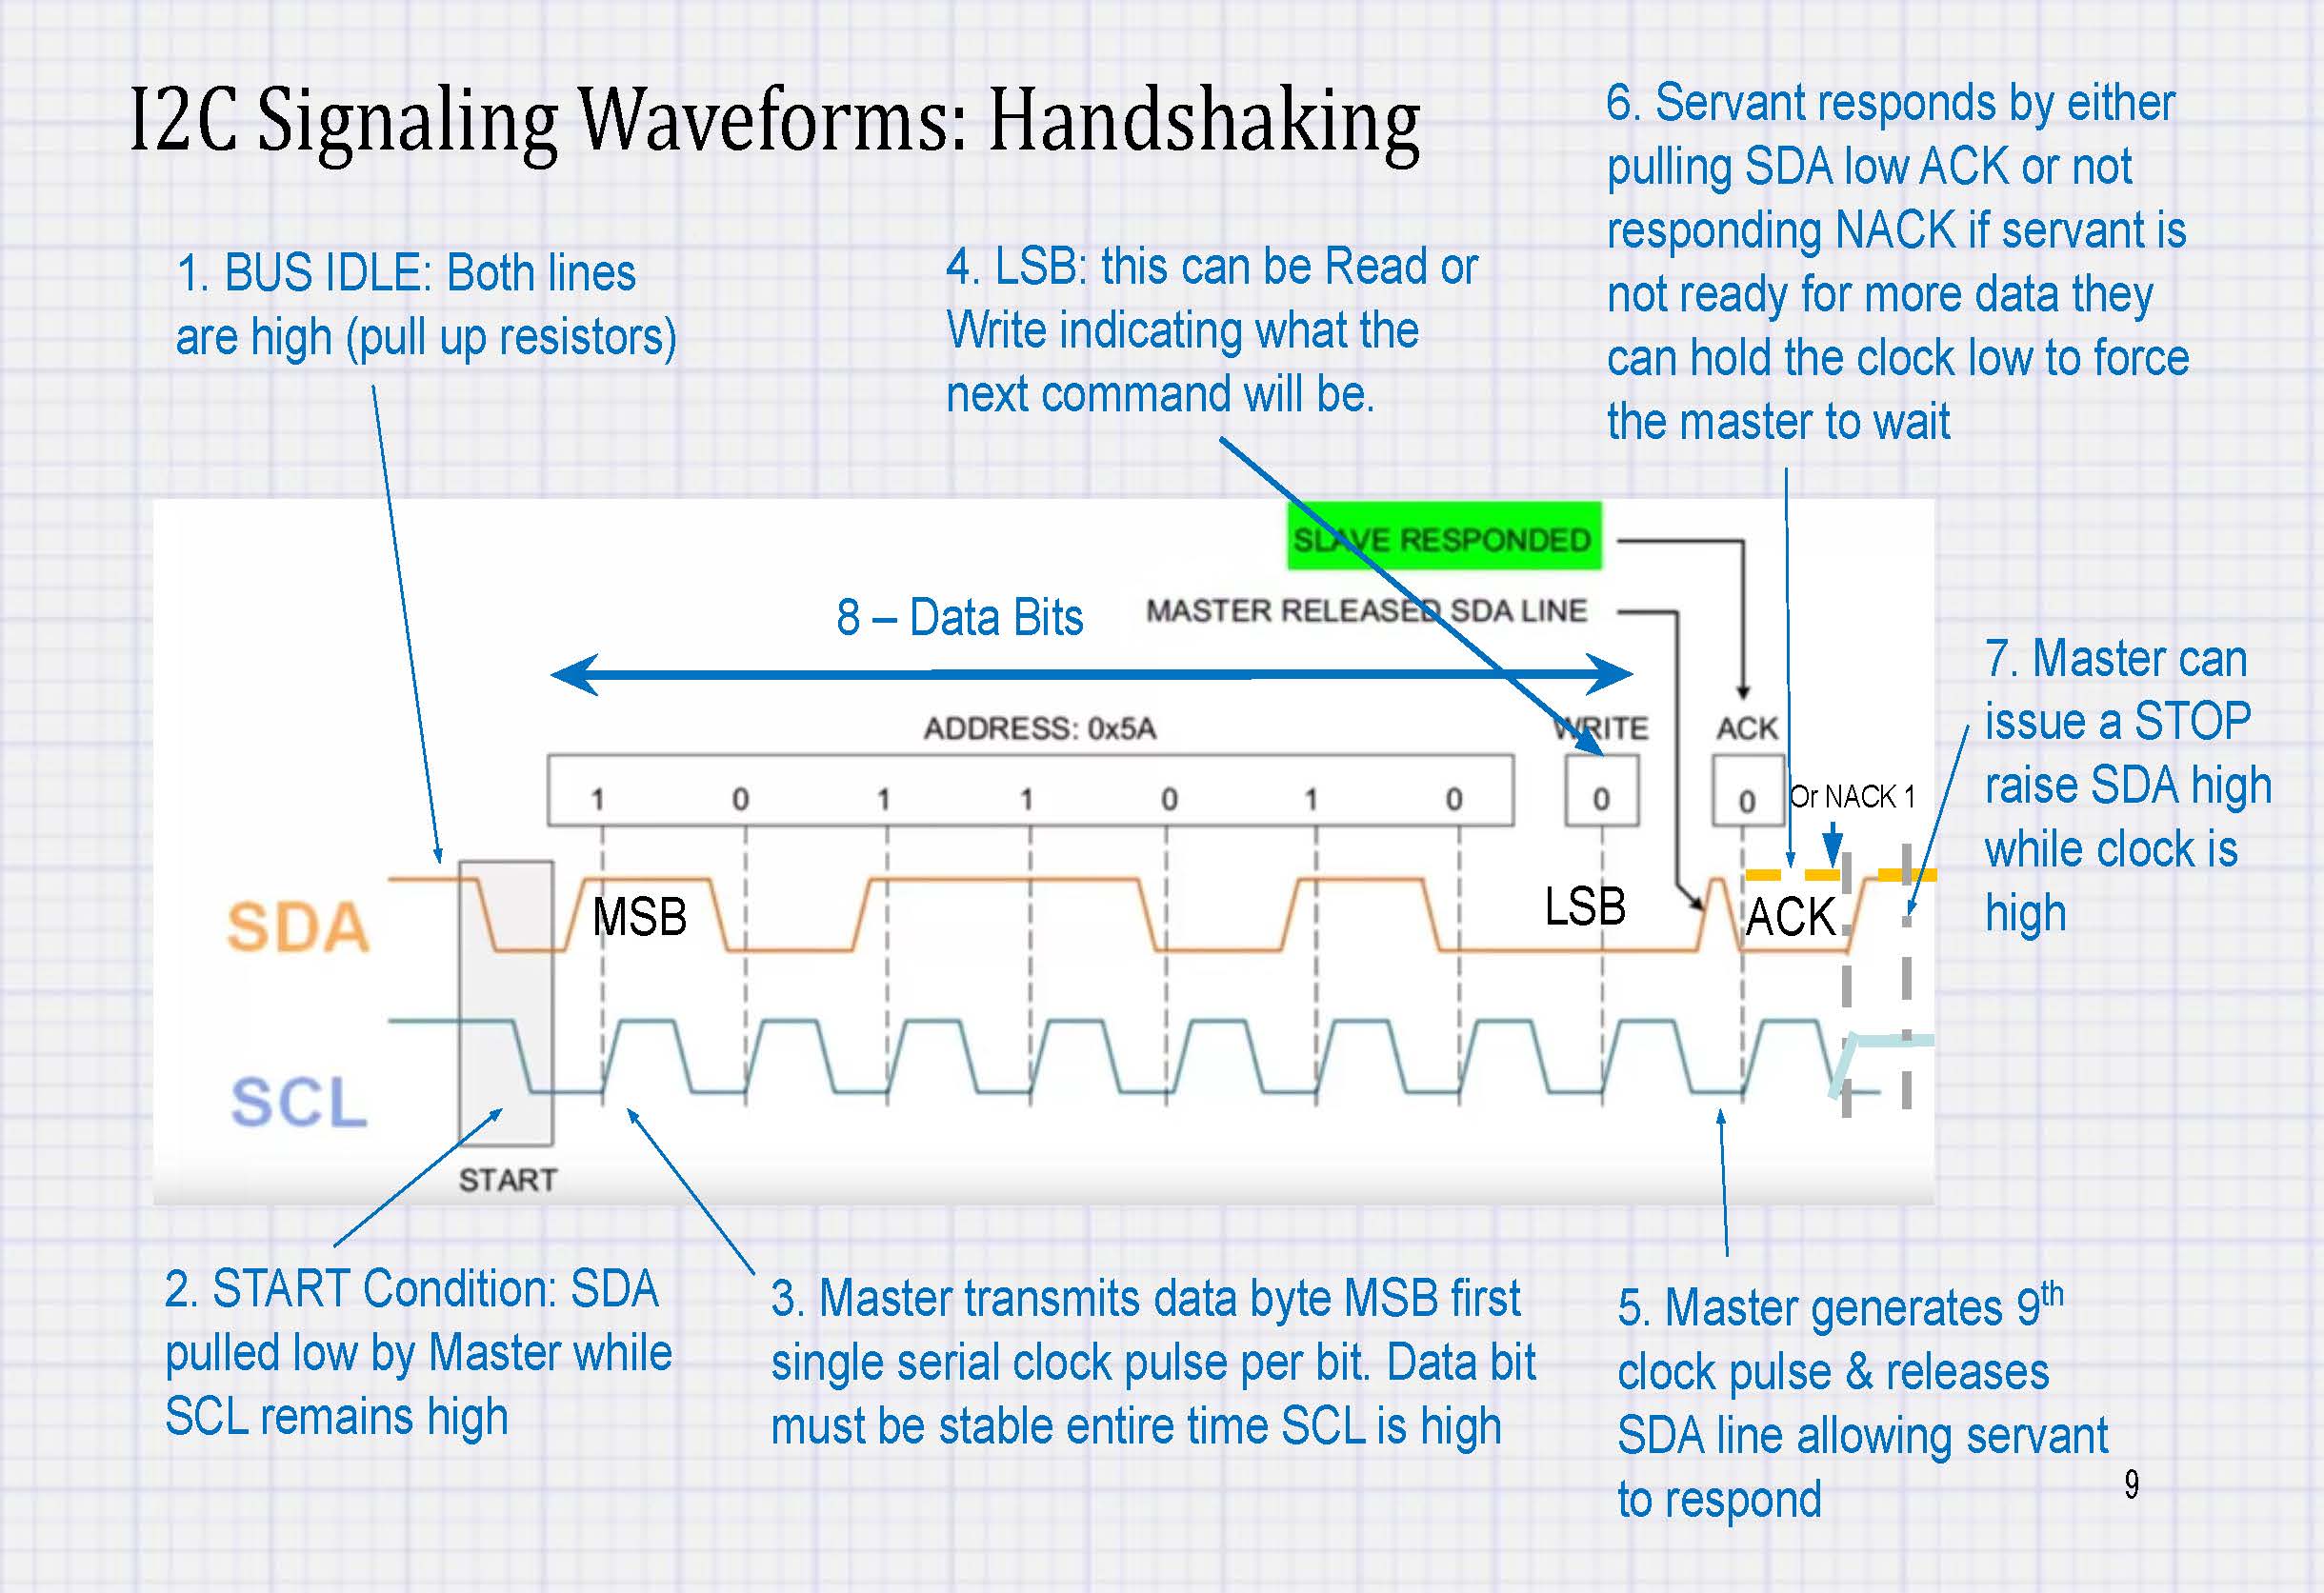 I2C Signaling Waveforms: Handshaking
1. BUS IDLE: Both lines
are high (pull up resistors)
4. LSB: this can be Read or
Write indicating what the
next command will be.
6. Servant responds by either
pulling SDA low ACK or not
responding NACK if servant is
not ready for more data they
can hold the clock low to force
the master to wait
SLAVE RESPONDED
8 – Data Bits
MASTER RELEASED SDA LINE
ADDRESS: 0x5A
WRITE
ACK
1 0 1 1 0 1 0
0
0
Or NACK 1
7. Master can
issue a STOP
raise SDA high
while clock is
high
SDA
MSB
LSB
ACK
SCL
START
2. START Condition: SDA
pulled low by Master while
SCL remains high
3. Master transmits data byte MSB first
single serial clock pulse per bit. Data bit
must be stable entire time SCL is high
5. Master generates 9th
clock pulse & releases
SDA line allowing servant
to respond
9